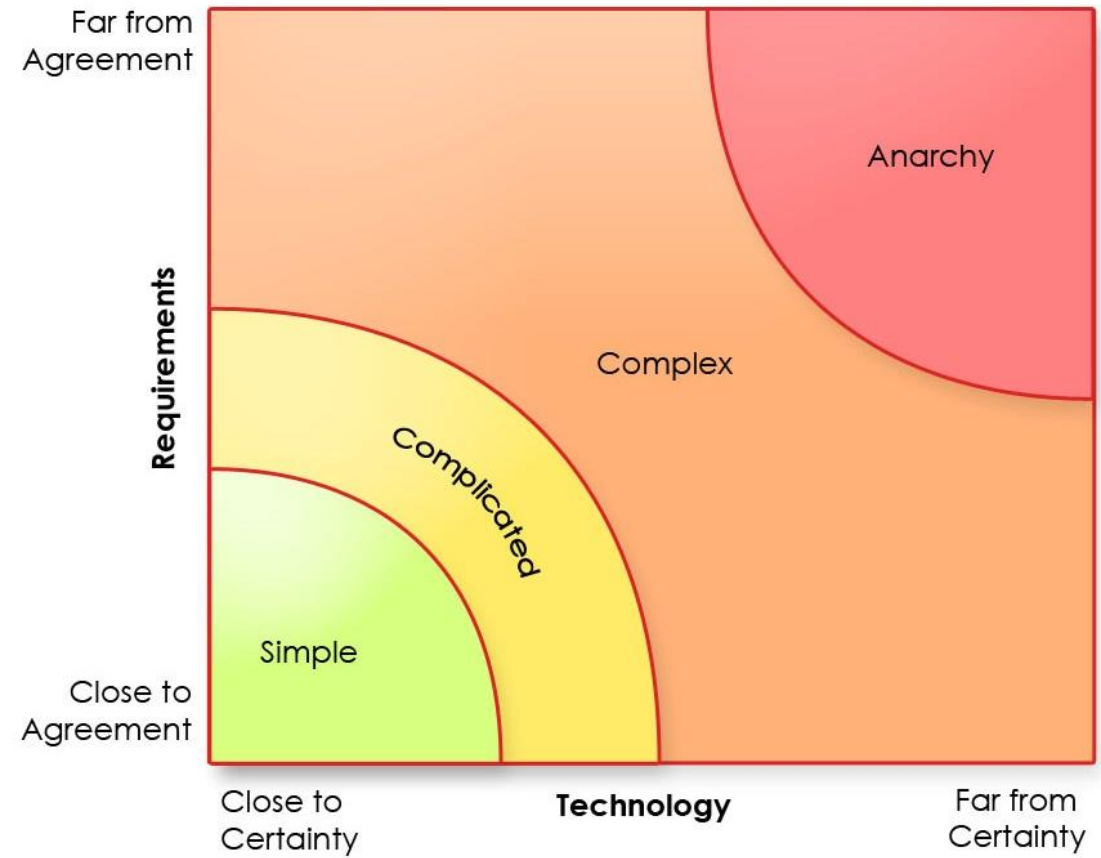 Far from
Agreement
Anarchy
Requirements
Complex
Complicated
Simple
Close to
Agreement
Close to
Certainty
Technology
Far from
Certainty